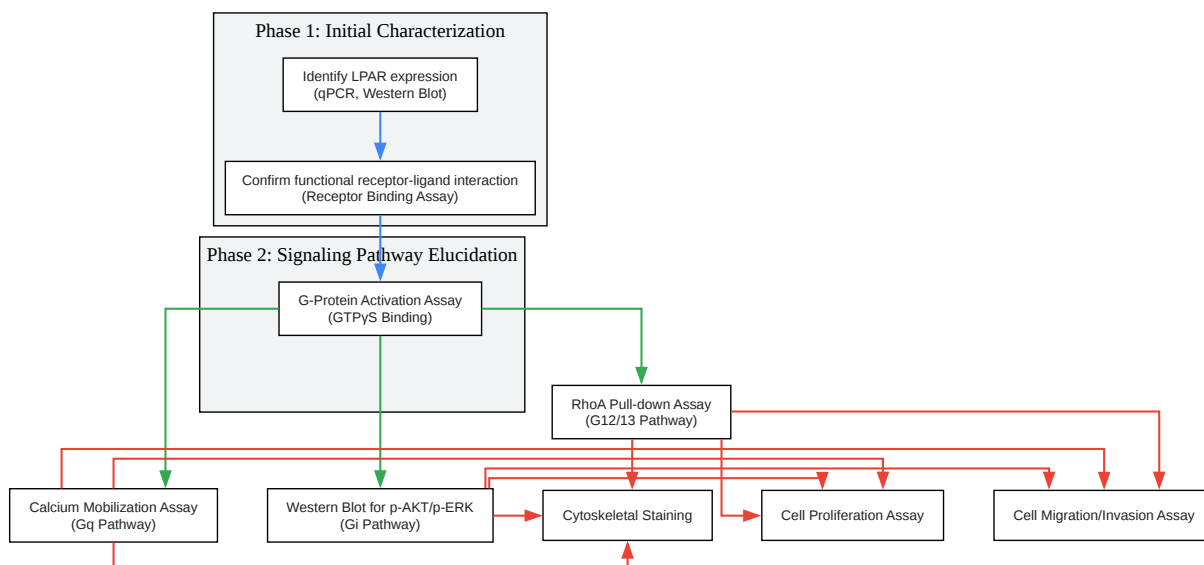 Phase 1: Initial Characterization
Identify LPAR expression
(qPCR, Western Blot)
Confirm functional receptor-ligand interaction
(Receptor Binding Assay)
Phase 2: Signaling Pathway Elucidation
G-Protein Activation Assay
(GTPγS Binding)
RhoA Pull-down Assay
(G12/13 Pathway)
Calcium Mobilization Assay
(Gq Pathway)
Western Blot for p-AKT/p-ERK
(Gi Pathway)
Cytoskeletal Staining
Cell Proliferation Assay
Cell Migration/Invasion Assay